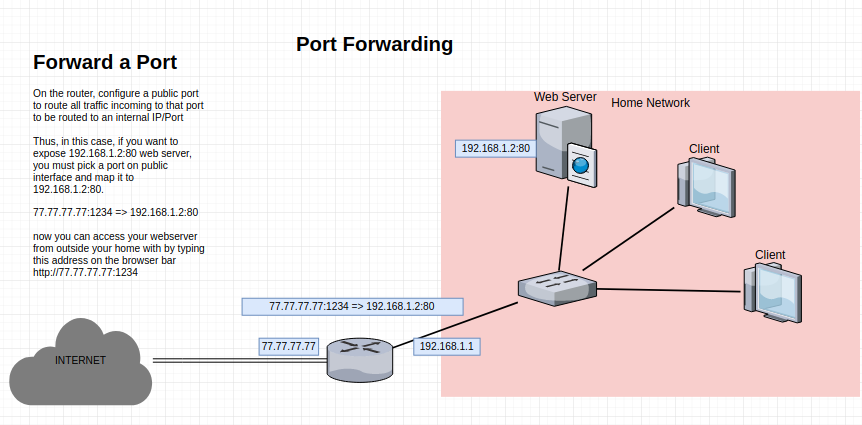 Port Forwarding
Forward a Port
On the router, configure a public port
to route all traffic incoming to that port
to be routed to an internal IP/Port
Thus, in this case, if you want to
expose 192.168.1.2:80 web server,
you must pick a port on public
interface and map it to
192.168.1.2:80.
77.77.77.77:1234 => 192.168.1.2:80
now you can access your webserver
from outside your home with by typing
this address on the browser bar
http://77.77.77.77:1234
Web Server
Home Network
192.168.1.2:80
Client
Client
77.77.77.77:1234 => 192.168.1.2:80
77.77.77.77
192.168.1.1
INTERNET